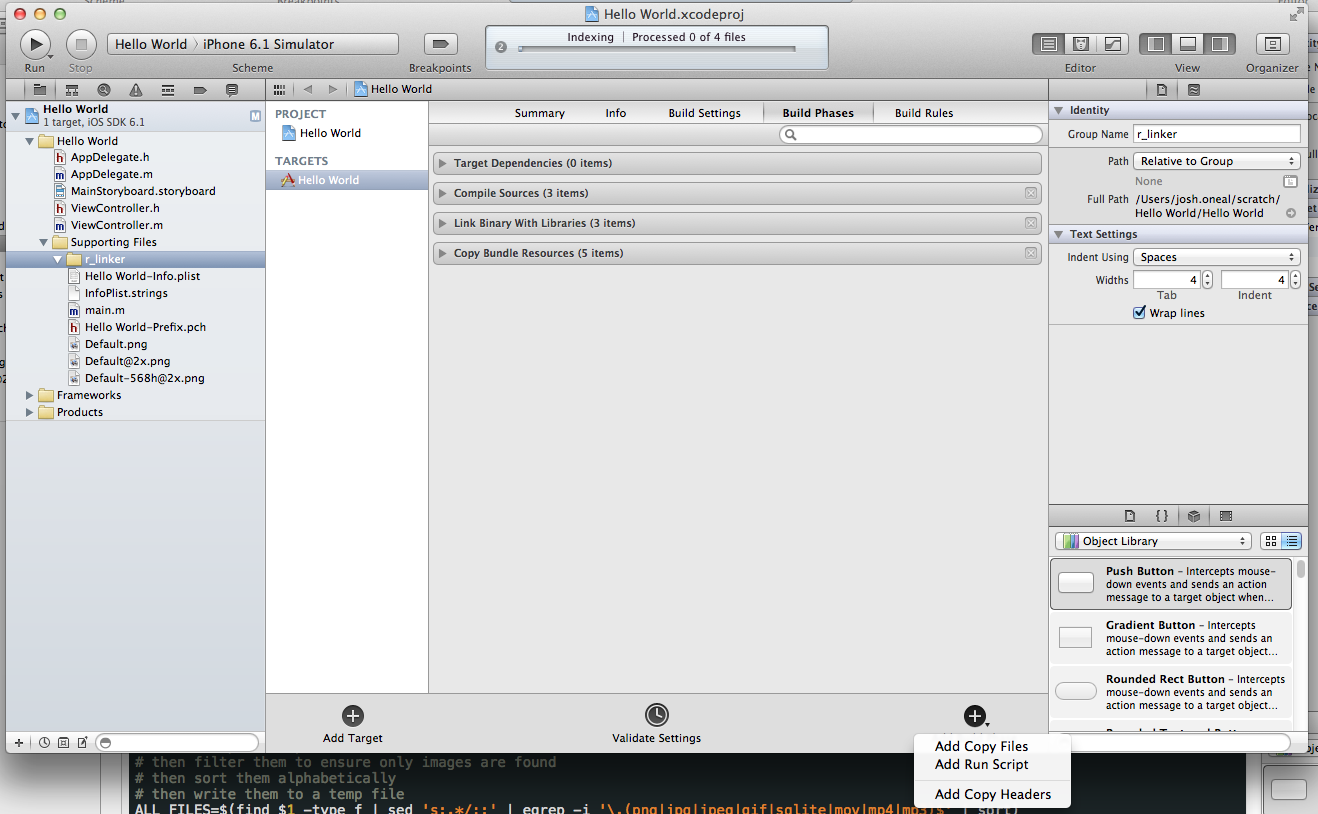 Hello World.xcodeproj
Hello World 〉 iPhone 6.1 Simulator
Indexing | Processed 0 of 4 files
2
Run
Stop
Scheme
Breakpoints
Editor
View
Organizer
Hello World
1 target, iOS SDK 6.1
M
Hello World
h AppDelegate.h
m AppDelegate.m
MainStoryboard.storyboard
h ViewController.h
m ViewController.m
Supporting Files
r_linker
Hello World-Info.plist
InfoPlist.strings
m main.m
h Hello World-Prefix.pch
Default.png
Default@2x.png
Default-568h@2x.png
Frameworks
Products
Hello World
PROJECT
Hello World
TARGETS
Hello World
Summary
Info
Build Settings
Build Phases
Build Rules
Target Dependencies (0 items)
Compile Sources (3 items)
Link Binary With Libraries (3 items)
Copy Bundle Resources (5 items)
Add Target
Validate Settings
Add Copy Files
Add Run Script
Add Copy Headers
Identity
Group Name r_linker
Path Relative to Group
None
Full Path /Users/josh.oneal/scratch/
Hello World/Hello World
Text Settings
Indent Using Spaces
Widths 4 4
Tab Indent
Wrap lines
{ }
Object Library
Push Button – Intercepts mouse-
down events and sends an action
message to a target object when...
Gradient Button – Intercepts
mouse-down events and sends an
action message to a target object...
Rounded Rect Button – Intercepts
mouse-down events and sends an
action message to a target object...
# then filter them to ensure only images are found
# then sort them alphabetically
# then write them to a temp file
ALL_FILES=$(find $1 -type f | sed 's:.*/::' | egrep -i '\.(png|jpg|jpeg|gif|sqlite|mov|mp4|mp3)$' | sort)